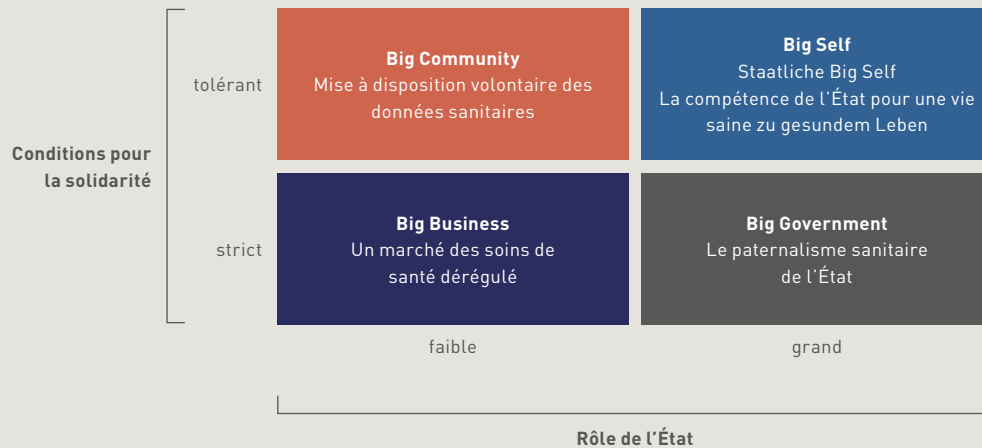 tolérant
Big Community
Mise à disposition volontaire des
données sanitaires
Big Self
Staatliche Big Self
La compétence de l'État pour une vie
saine zu gesundem Leben
Conditions pour
la solidarité
strict
Big Business
Un marché des soins de
santé dérégulé
Big Government
Le paternalisme sanitaire
de l'État
faible
grand
Rôle de l'État